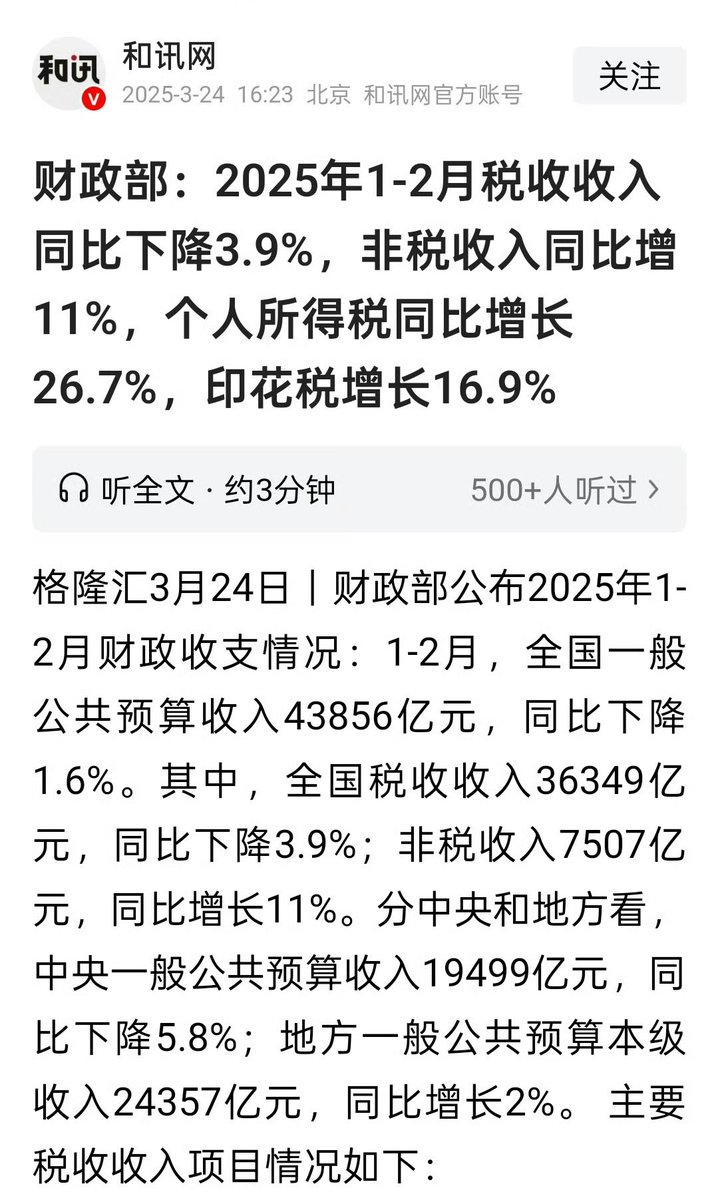 和讯
V
和讯网
2025-3-24 16:23 北京 和讯网官方账号
关注
财政部：2025年1-2月税收收入
同比下降3.9%，非税收入同比增
11%，个人所得税同比增长
26.7%，印花税增长16.9%
听全文 · 约3分钟
500+人听过 >
格隆汇3月24日｜财政部公布2025年1-
2月财政收支情况：1-2月，全国一般
公共预算收入43856亿元，同比下降
1.6%。其中，全国税收收入36349亿
元，同比下降3.9%；非税收入7507亿
元，同比增长11%。分中央和地方看，
中央一般公共预算收入19499亿元，同
比下降5.8%；地方一般公共预算本级
收入24357亿元，同比增长2%。 主要
税收收入项目情况如下：